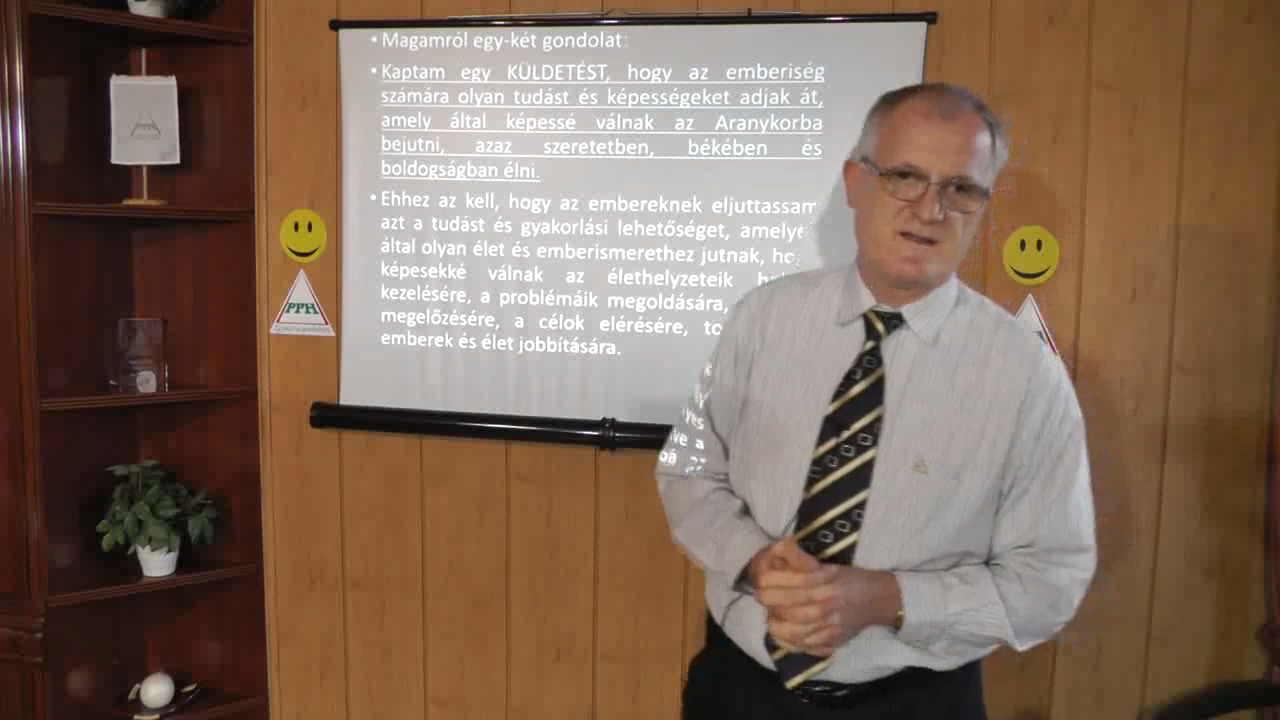 • Magamról egy-két gondolat:
• Kaptam egy KÜLDETÉST, hogy az emberiség
számára olyan tudást és képességeket adjak át,
amely által képessé válnak az Aranykorba
bejutni, azaz szeretetben, békében és
boldogságban élni.
• Ehhez az kell, hogy az embereknek eljuttassam
azt a tudást és gyakorlási lehetőséget, amely
által olyan élet és emberismerethez jutnak,
képesekké válnak az élethelyzeteik
kezelésére, a problémáik megoldására,
megelőzésére, a célok elérésére,
emberek és élet jobbítására.
PPH